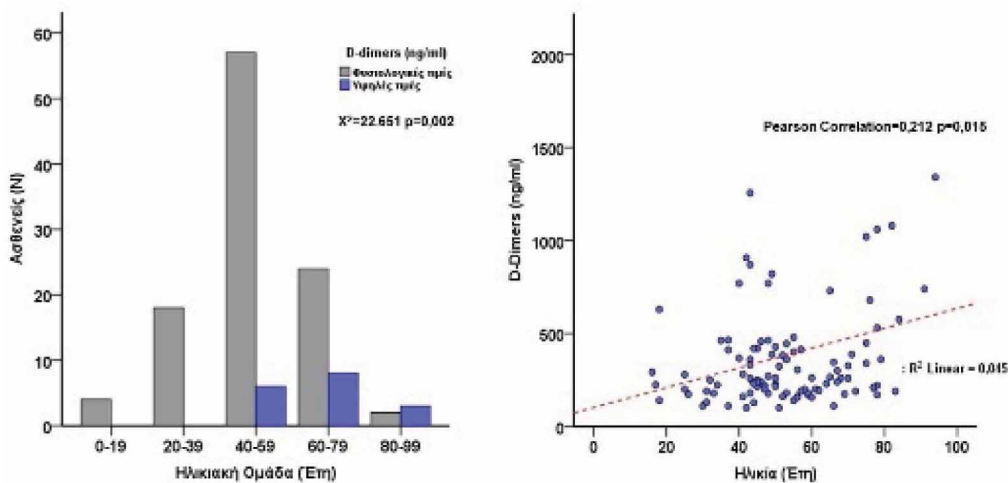 60
50
40
30
20
10
0
Ασθενείς (Ν)
D-dimers (ng/ml)
Φυσιολογικές τιμές
Υψηλές τιμές
X²=22.651 p=0,002
0-19 20-39 40-59 60-79 80-99
Ηλικιακή Ομάδα (Έτη)
2000
1500
1000
500
0
D-Dimers (ng/ml)
Pearson Correlation=0,212 p=0,015
: R² Linear = 0,045
0 20 40 60 80 100
Ηλικία (Έτη)